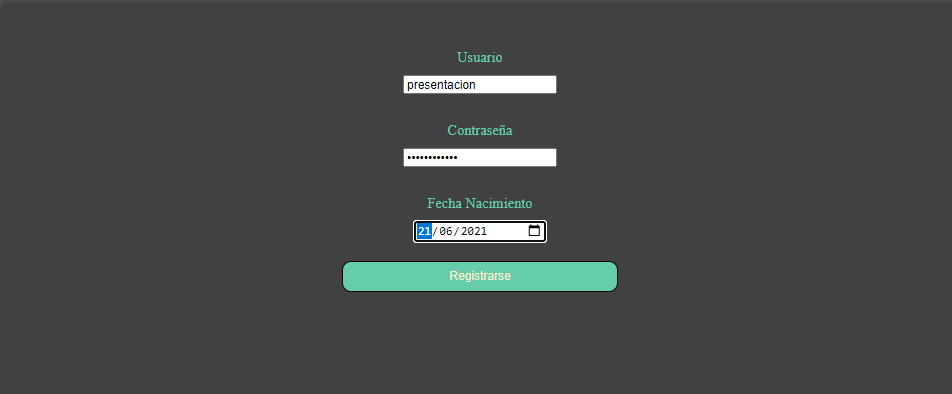 Usuario
presentacion
Contraseña
••••••••••••
Fecha Nacimiento
21/06/2021
Registrarse